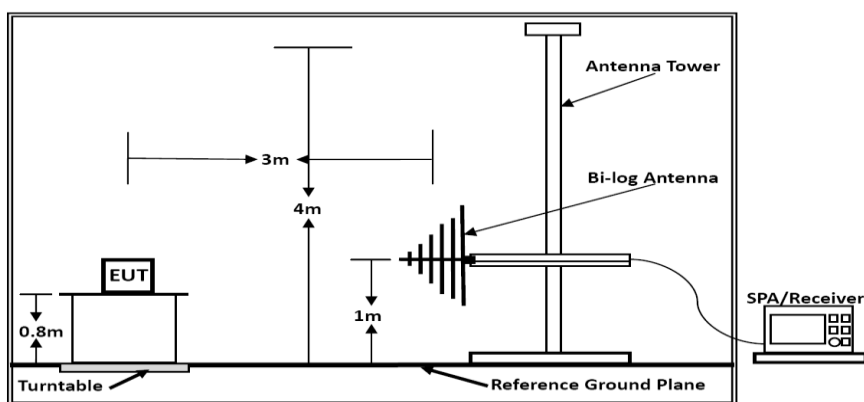 Antenna Tower
3m
Bi-log Antenna
4m
EUT
1m
0.8m
SPA/Receiver
Turntable
Reference Ground Plane